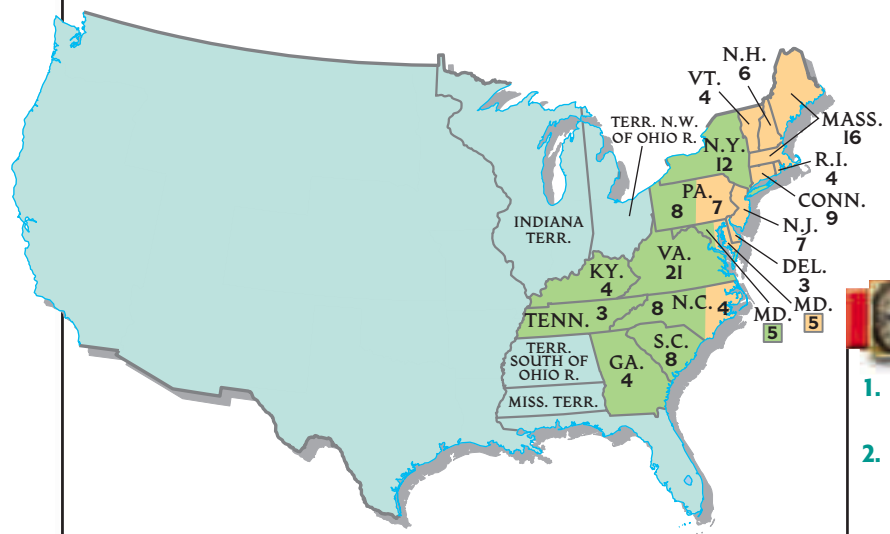 N.H.
6
VT.
4
MASS.
16
TERR. N.W.
OF OHIO R.
N.Y.
12
R.I.
4
CONN.
9
PA.
8
7
N.J.
7
INDIANA
TERR.
DEL.
3
VA.
21
KY.
4
MD.
5
MD.
5
TENN. 3
8 N.C. 4
TERR.
SOUTH OF
OHIO R.
S.C.
8
GA.
4
MISS. TERR.
1.
2.